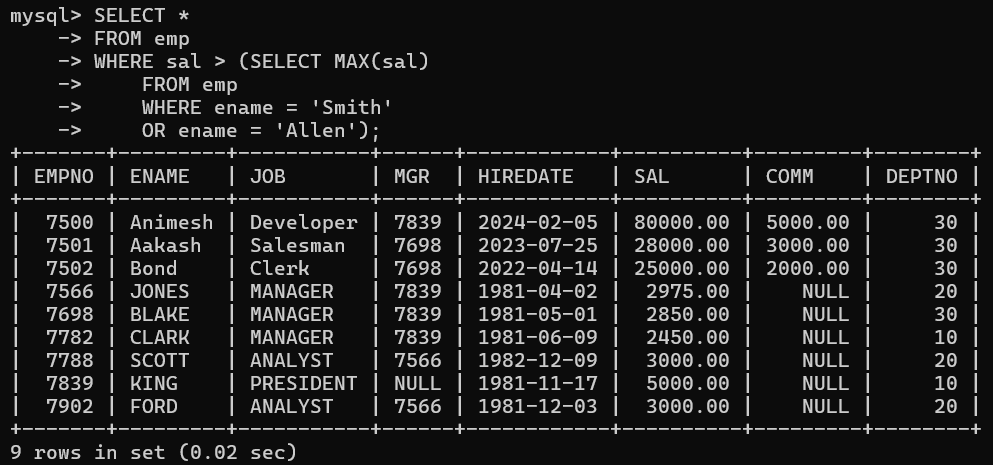 mysql> SELECT *
    -> FROM emp
    -> WHERE sal > (SELECT MAX(sal)
    ->     FROM emp
    ->     WHERE ename = 'Smith'
    ->     OR ename = 'Allen');
+-------+---------+-----------+------+------------+----------+---------+--------+
| EMPNO | ENAME   | JOB       | MGR  | HIREDATE   | SAL      | COMM    | DEPTNO |
+-------+---------+-----------+------+------------+----------+---------+--------+
|  7500 | Animesh | Developer | 7839 | 2024-02-05 | 80000.00 | 5000.00 |     30 |
|  7501 | Aakash  | Salesman  | 7698 | 2023-07-25 | 28000.00 | 3000.00 |     30 |
|  7502 | Bond    | Clerk     | 7698 | 2022-04-14 | 25000.00 | 2000.00 |     30 |
|  7566 | JONES   | MANAGER   | 7839 | 1981-04-02 |  2975.00 |    NULL |     20 |
|  7698 | BLAKE   | MANAGER   | 7839 | 1981-05-01 |  2850.00 |    NULL |     30 |
|  7782 | CLARK   | MANAGER   | 7839 | 1981-06-09 |  2450.00 |    NULL |     10 |
|  7788 | SCOTT   | ANALYST   | 7566 | 1982-12-09 |  3000.00 |    NULL |     20 |
|  7839 | KING    | PRESIDENT | NULL | 1981-11-17 |  5000.00 |    NULL |     10 |
|  7902 | FORD    | ANALYST   | 7566 | 1981-12-03 |  3000.00 |    NULL |     20 |
+-------+---------+-----------+------+------------+----------+---------+--------+
9 rows in set (0.02 sec)